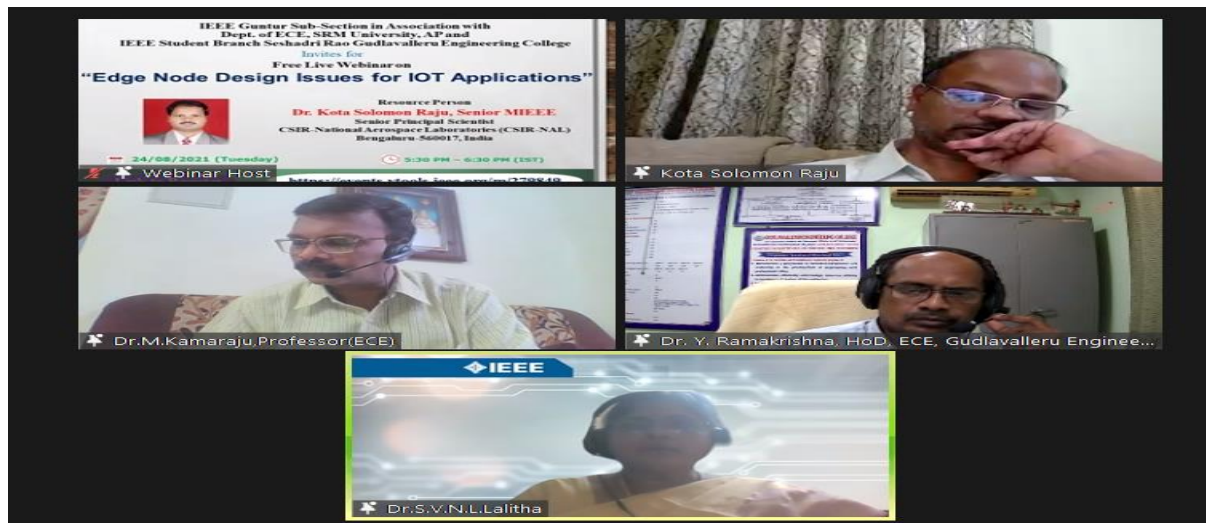 IEEE Guntur Sub-Section in Association with
Dept. of ECE, SRM University, AP and
IEEE Student Branch Seshadri Rao Gudlavalleru Engineering College
Invites for
Free Live Webinar on
“Edge Node Design Issues for IOT Applications”
Resource Person
Dr. Kota Solomon Raju, Senior MIEEE
Senior Principal Scientist
CSIR-National Aerospace Laboratories (CSIR-NAL)
Bengaluru-560017, India
24/08/2021 (Tuesday)
5:30 PM – 6:30 PM (IST)
Webinar Host
Kota Solomon Raju
Dr.M.Kamaraju,Professor(ECE)
Dr. Y. Ramakrishna, HoD, ECE, Gudlavalleru Enginee...
IEEE
Dr.S.V.N.L.Lalitha